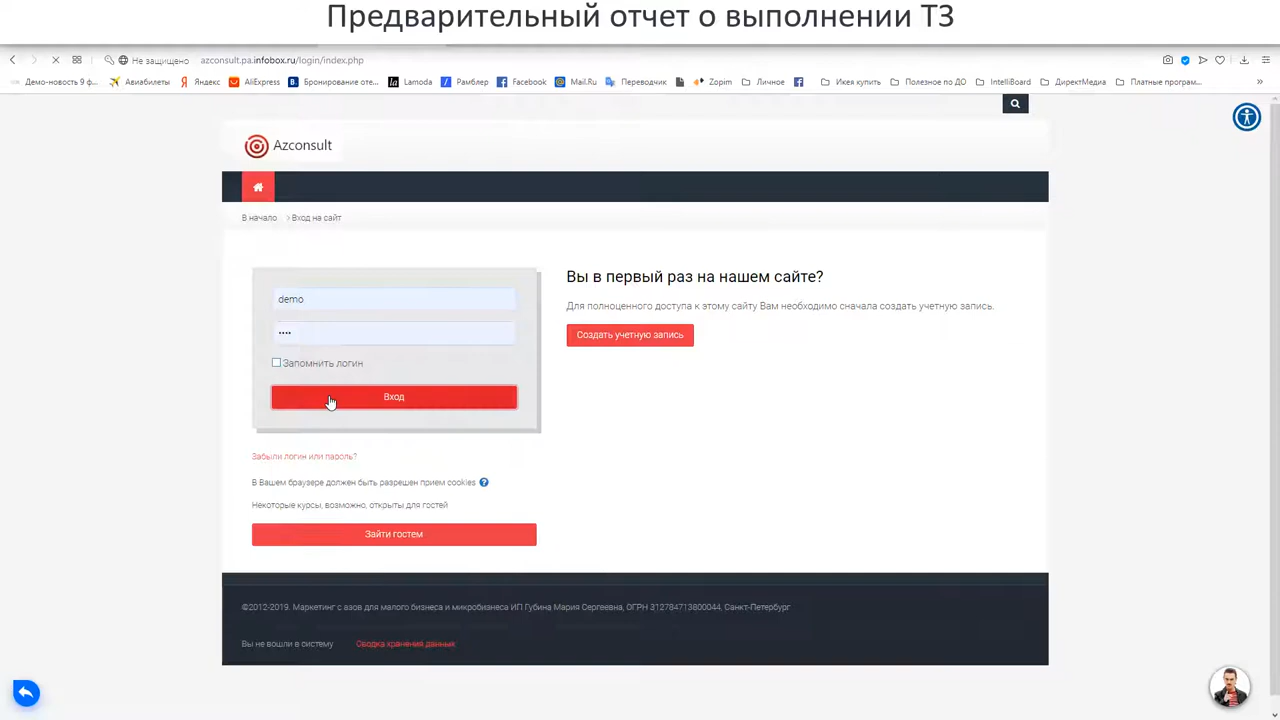 Предварительный отчет о выполнении ТЗ
Не защищено azconsult.pa.infobox.ru/login/index.php
Демо-новость 9 ф... Авиабилеты Яндекс AliExpress Бронирование оте... Lamoda Рамблер Facebook Mail.Ru Переводчик Zopim Личное Икея купить Полезное по ДО IntelliBoard ДиректМедиа Платные програм...
Azconsult
В начало > Вход на сайт
demo
Вы в первый раз на нашем сайте?
Для полноценного доступа к этому сайту Вам необходимо сначала создать учетную запись.
Создать учетную запись
Запомнить логин
Вход
Забыли логин или пароль?
В Вашем браузере должен быть разрешен прием cookies
Некоторые курсы, возможно, открыты для гостей
Зайти гостем
©2012-2019. Маркетинг с азов для малого бизнеса и микробизнеса ИП Губина Мария Сергеевна, ОГРН 312784713800044, Санкт-Петербург
Вы не вошли в систему Сводка хранения данных